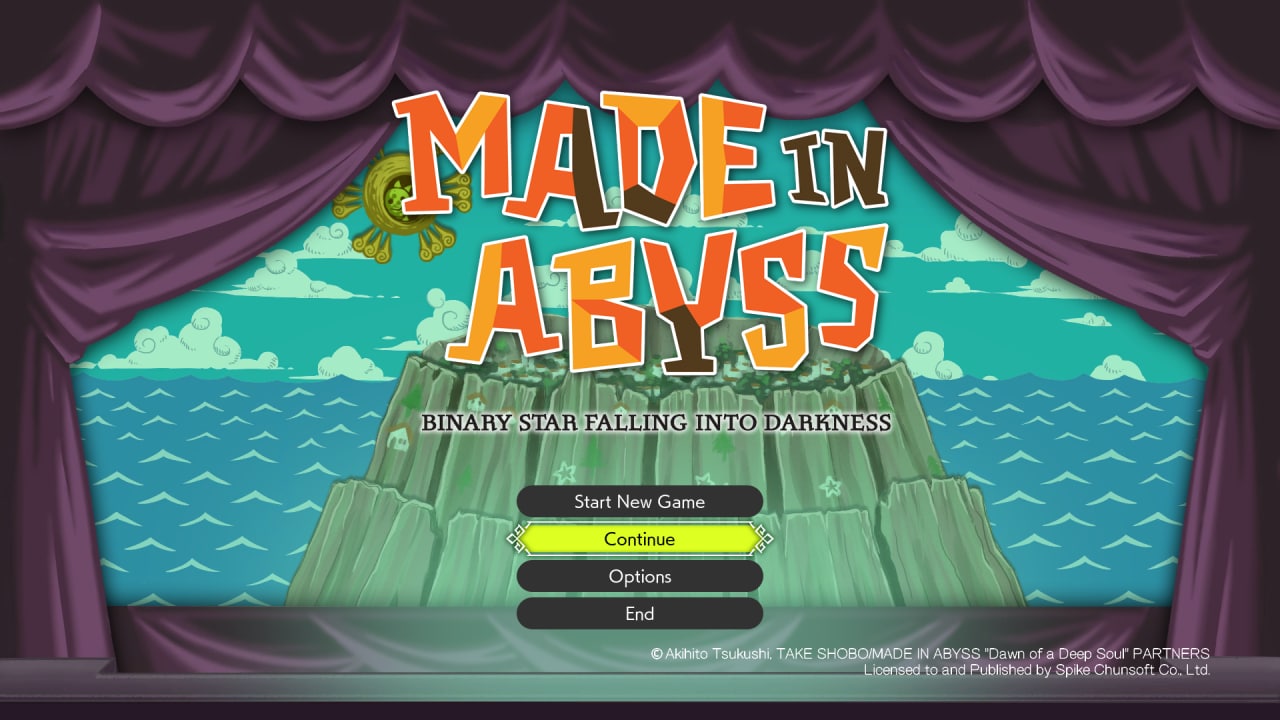 MADE IN
ABYSS
BINARY STAR FALLING INTO DARKNESS
Start New Game
Continue
Options
End
© Akihito Tsukushi, TAKE SHOBO/MADE IN ABYSS "Dawn of a Deep Soul" PARTNERS
Licensed to and Published by Spike Chunsoft Co., Ltd.